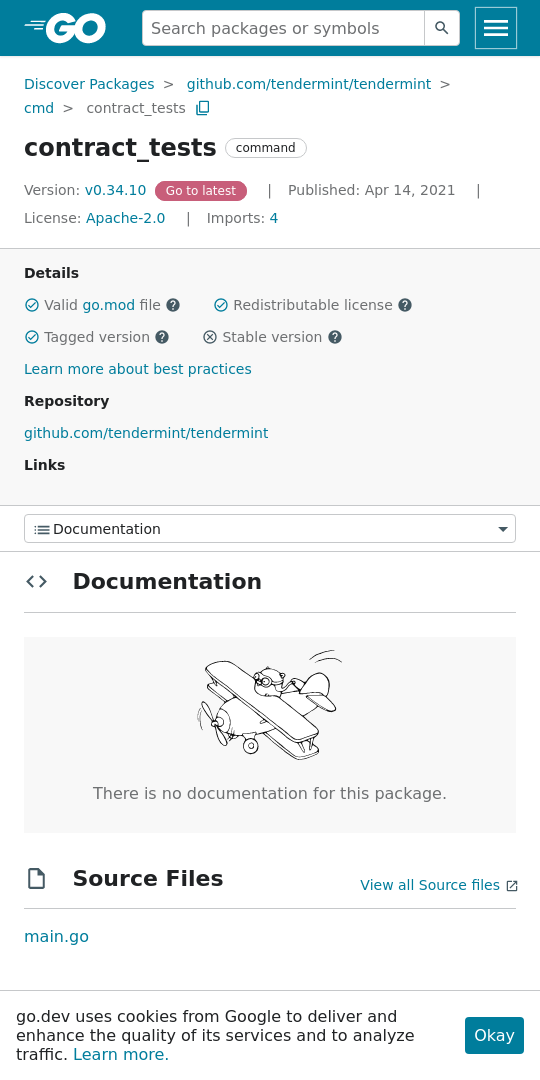 GO
Search packages or symbols
Discover Packages > github.com/tendermint/tendermint >
cmd > contract_tests
contract_tests command
Version: v0.34.10 Go to latest | Published: Apr 14, 2021 |
License: Apache-2.0 | Imports: 4
Details
Valid go.mod file ? Redistributable license ?
Tagged version ? Stable version ?
Learn more about best practices
Repository
github.com/tendermint/tendermint
Links
Documentation
Documentation
There is no documentation for this package.
Source Files View all Source files
main.go
go.dev uses cookies from Google to deliver and
enhance the quality of its services and to analyze
traffic. Learn more.
Okay